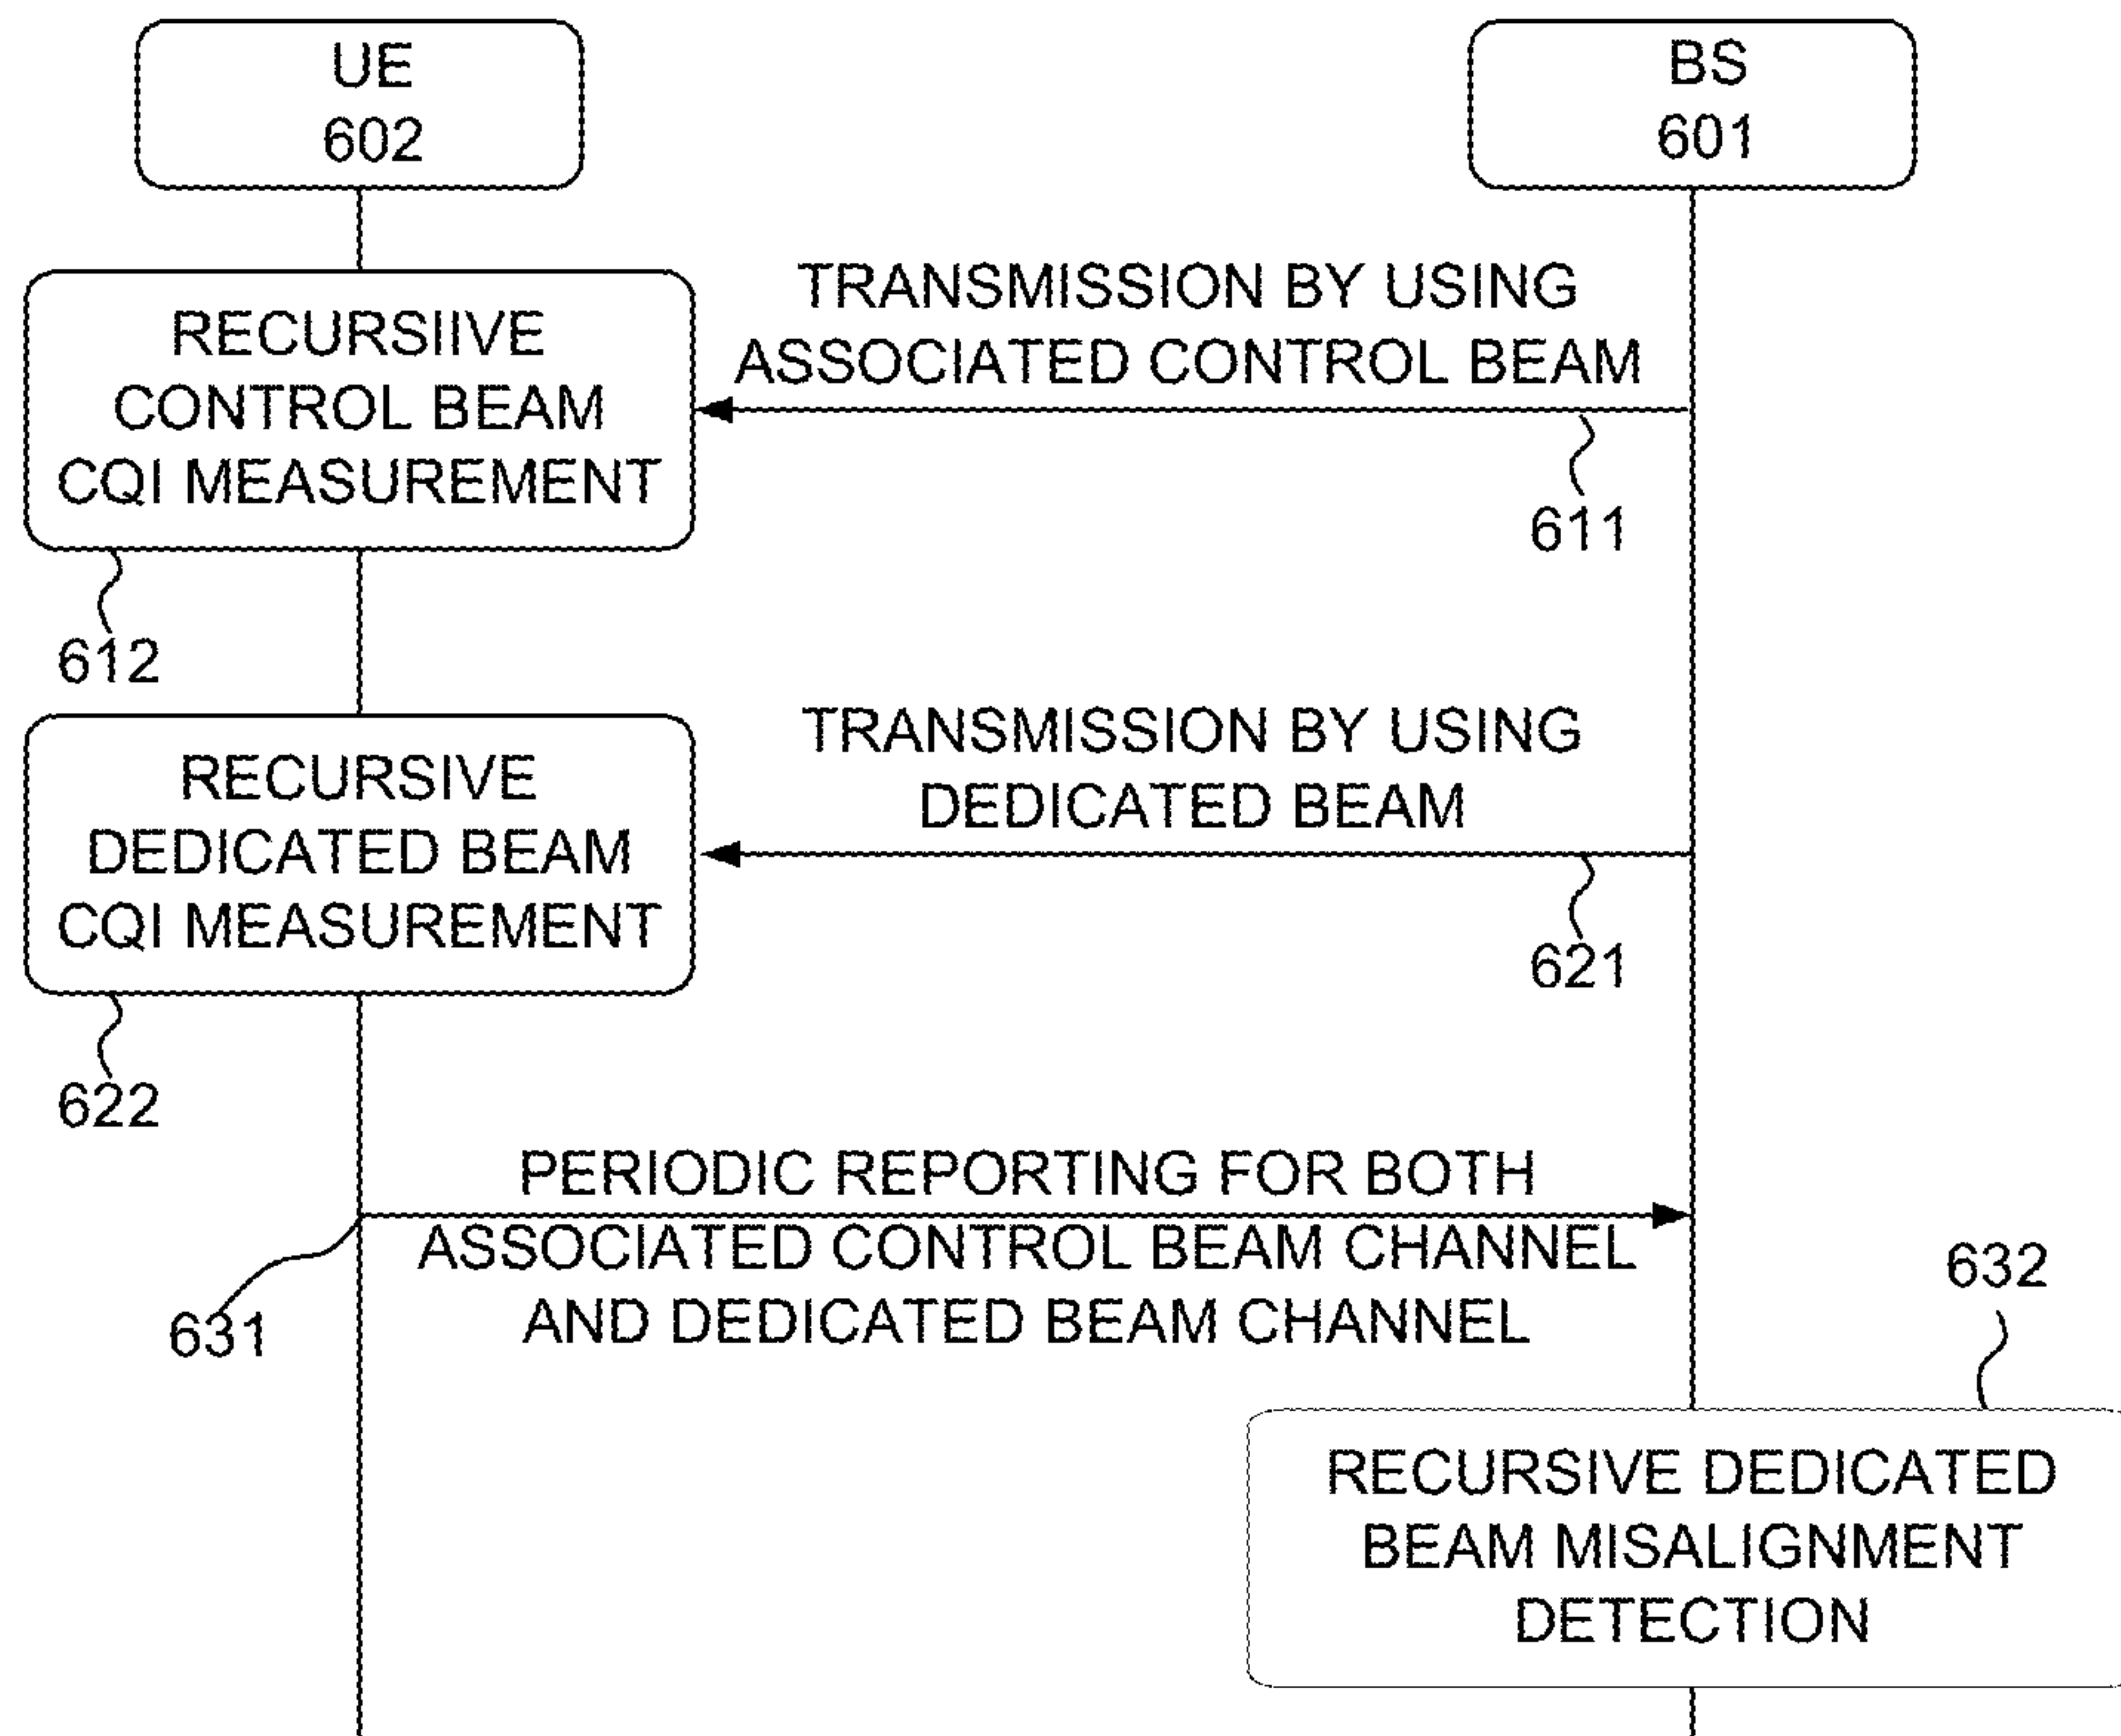 UE
602
BS
601
TRANSMISSION BY USING
ASSOCIATED CONTROL BEAM
611
RECURSIIVE
CONTROL BEAM
CQI MEASUREMENT
612
TRANSMISSION BY USING
DEDICATED BEAM
621
RECURSIVE
DEDICATED BEAM
CQI MEASUREMENT
622
PERIODIC REPORTING FOR BOTH
ASSOCIATED CONTROL BEAM CHANNEL
AND DEDICATED BEAM CHANNEL
631
632
RECURSIVE DEDICATED
BEAM MISALIGNMENT
DETECTION